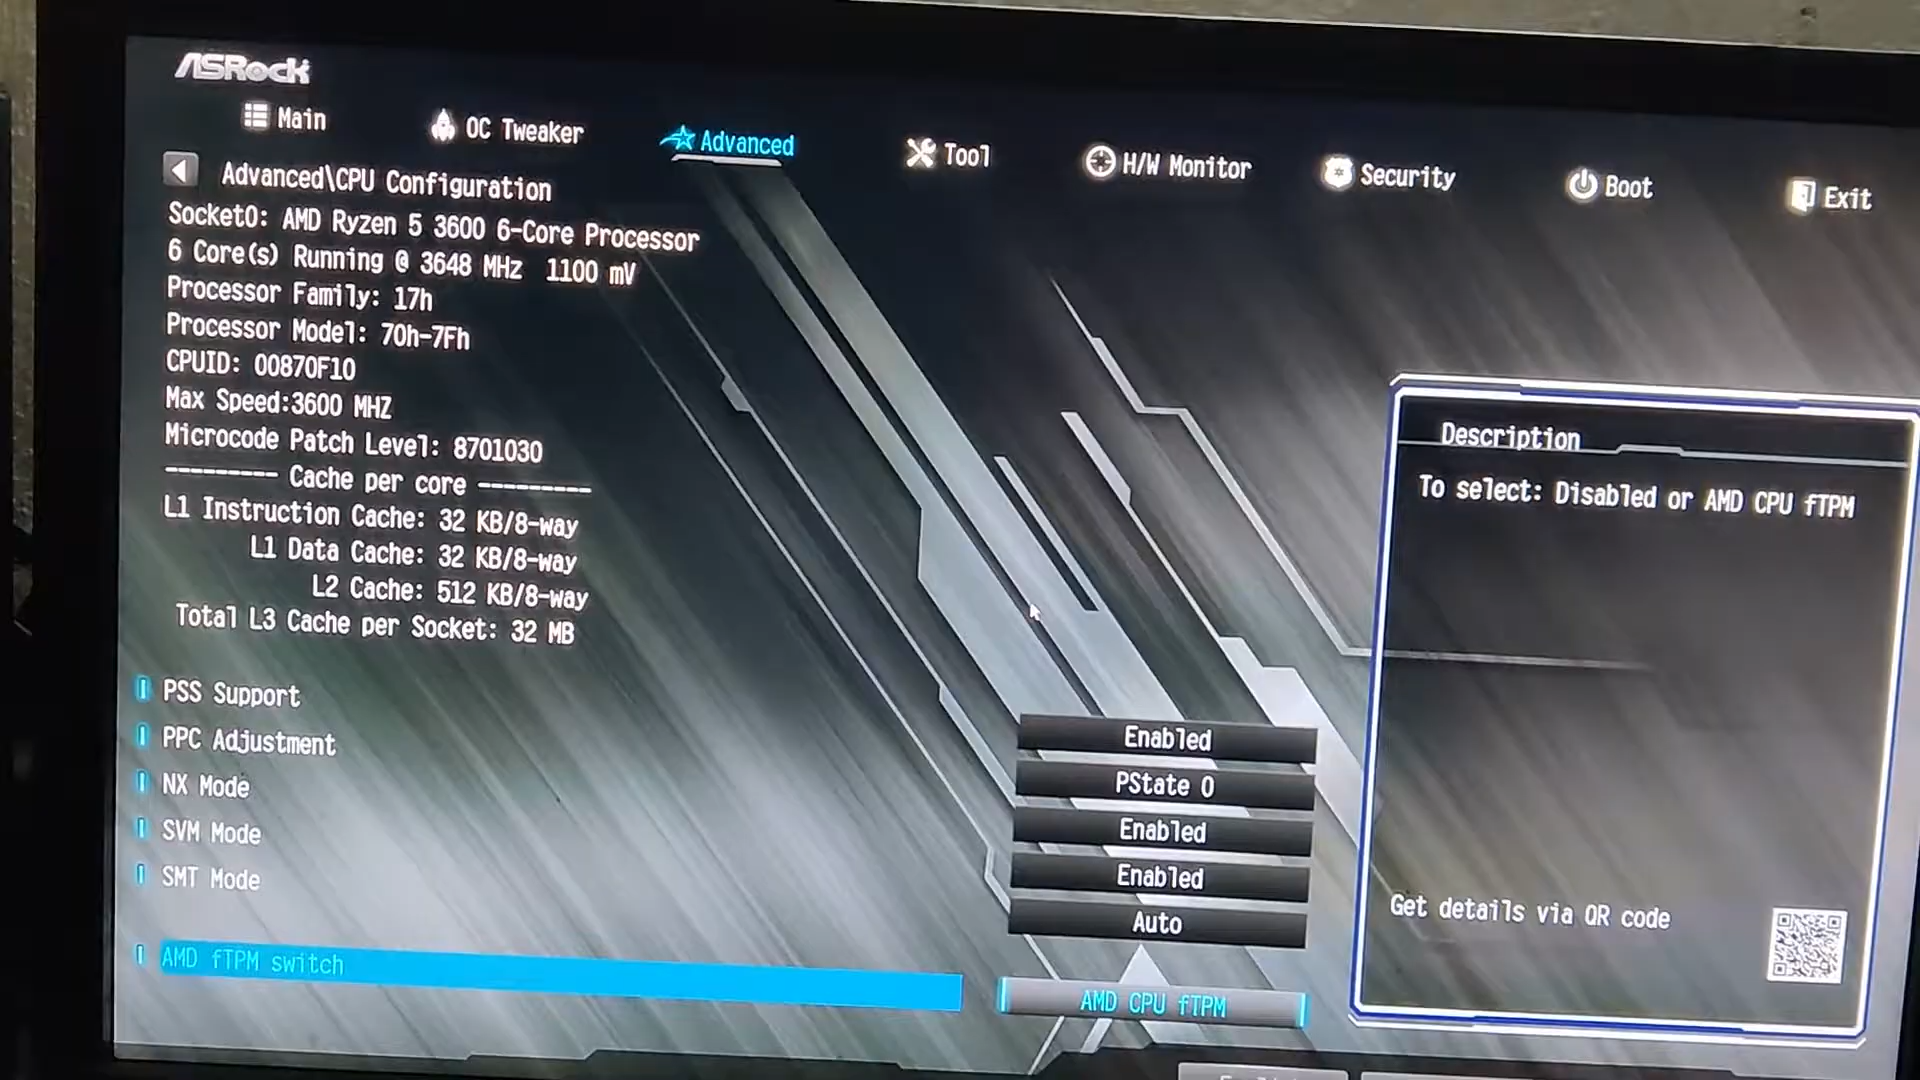 ASRock
Main
OC Tweaker
Advanced
Tool
H/W Monitor
Security
Boot
Exit
Advanced\CPU Configuration
Socket0: AMD Ryzen 5 3600 6-Core Processor
6 Core(s) Running @ 3648 MHz 1100 mV
Processor Family: 17h
Processor Model: 70h-7Fh
CPUID: 00870F10
Max Speed:3600 MHZ
Microcode Patch Level: 8701030
--------- Cache per core ---------
L1 Instruction Cache: 32 KB/8-way
L1 Data Cache: 32 KB/8-way
L2 Cache: 512 KB/8-way
Total L3 Cache per Socket: 32 MB
PSS Support
Enabled
PPC Adjustment
PState 0
NX Mode
Enabled
SVM Mode
Enabled
SMT Mode
Auto
AMD fTPM switch
AMD CPU fTPM
Description
To select: Disabled or AMD CPU fTPM
Get details via QR code